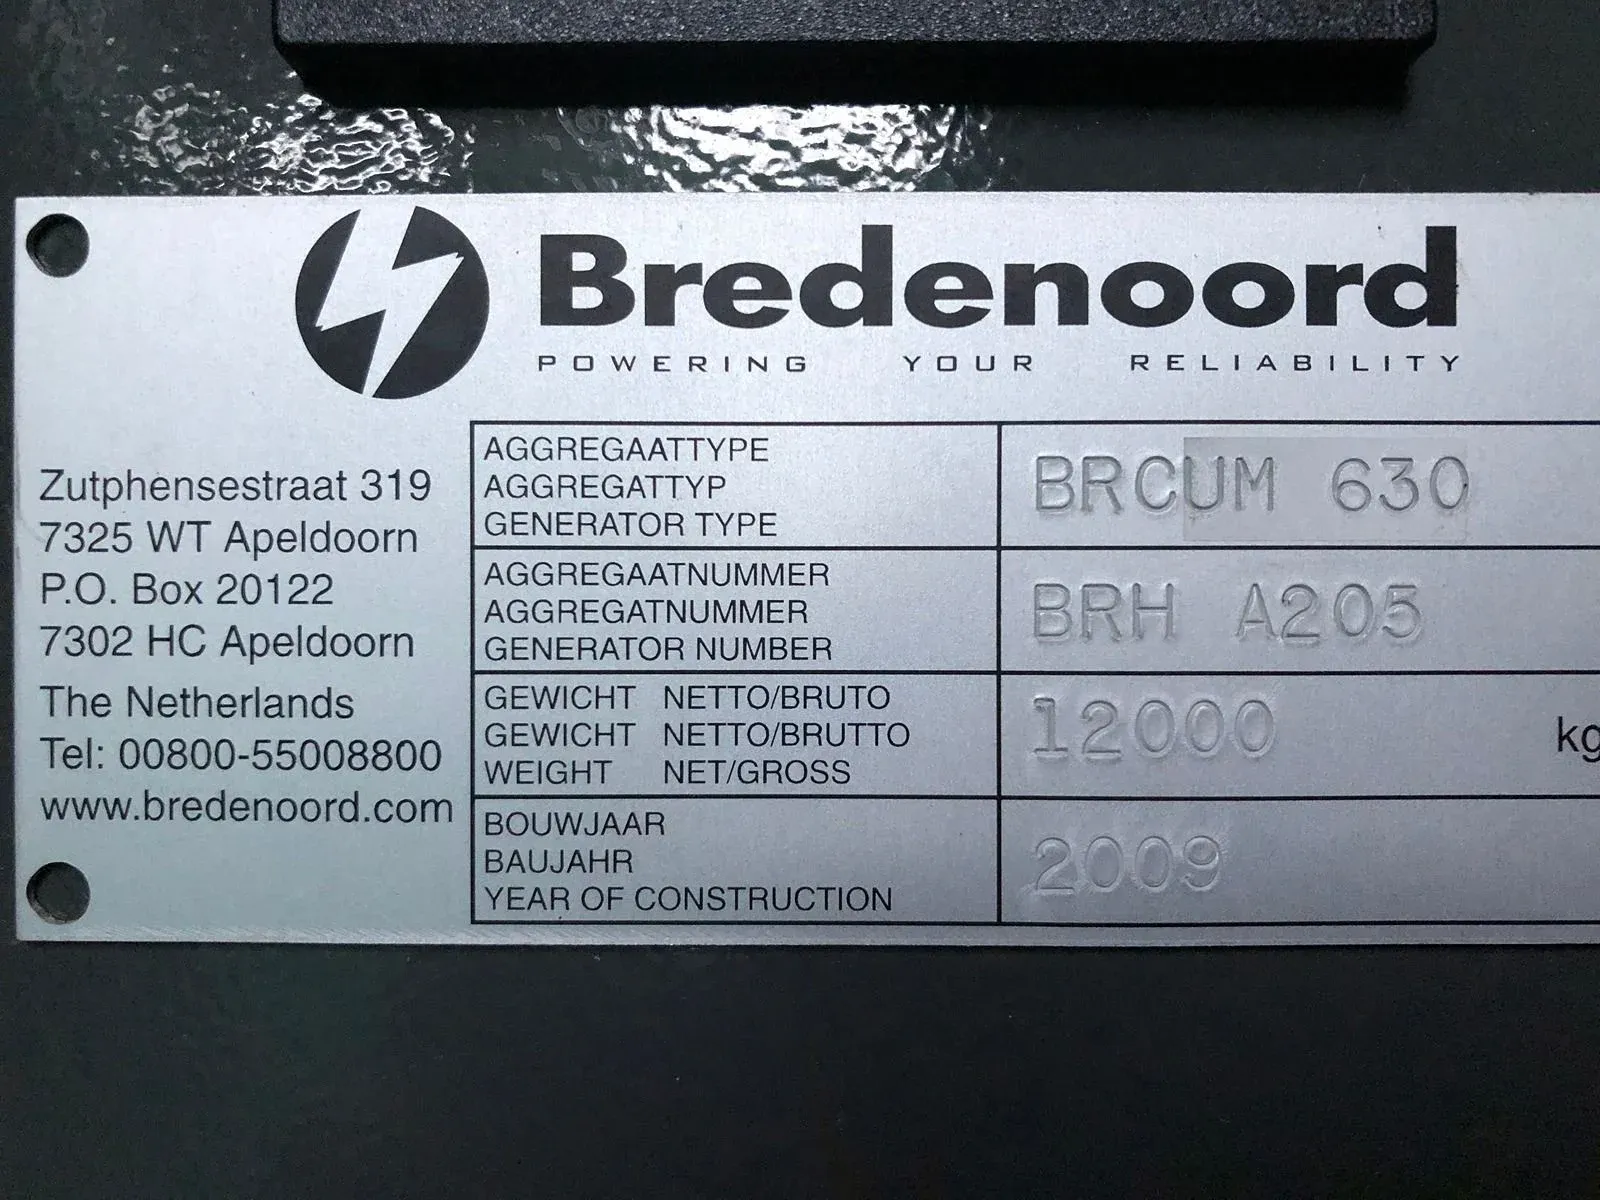 Bredenoord
POWERING YOUR RELIABILITY
Zutphensestraat 319
7325 WT Apeldoorn
P.O. Box 20122
7302 HC Apeldoorn
The Netherlands
Tel: 00800-55008800
www.bredenoord.com
AGGREGAATTYPE
AGGREGATTYP
GENERATOR TYPE
BRCUM 630
AGGREGAATNUMMER
AGGREGATNUMMER
GENERATOR NUMBER
BRH A205
GEWICHT NETTO/BRUTO
GEWICHT NETTO/BRUTTO
WEIGHT NET/GROSS
12000 kg
BOUWJAAR
BAUJAHR
YEAR OF CONSTRUCTION
2009